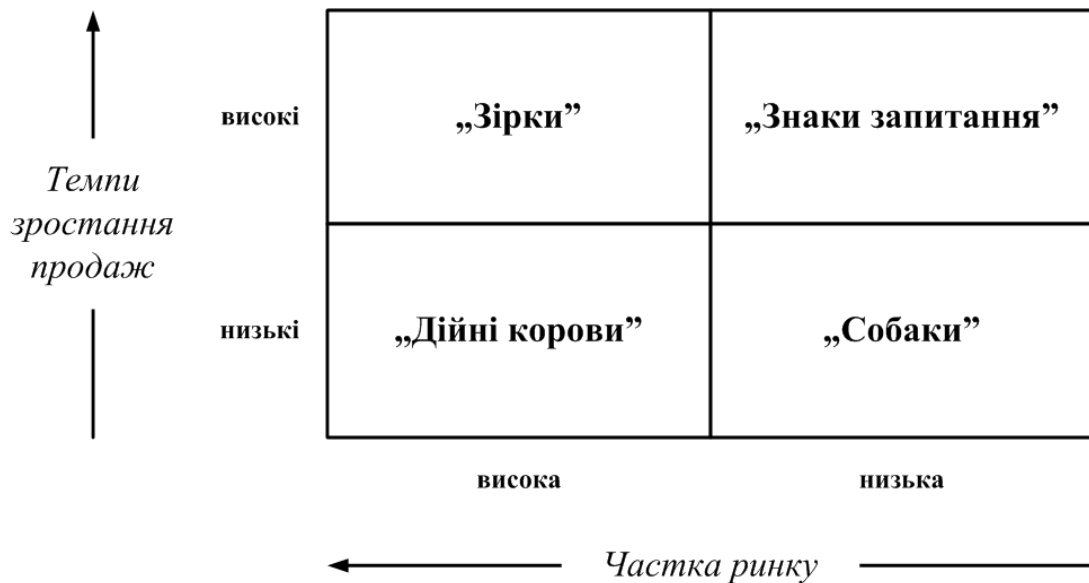 високі
„Зірки”
„Знаки запитання”
Темпи
зростання
продаж
низькі
„Дійні корови”
„Собаки”
висока
низька
Частка ринку